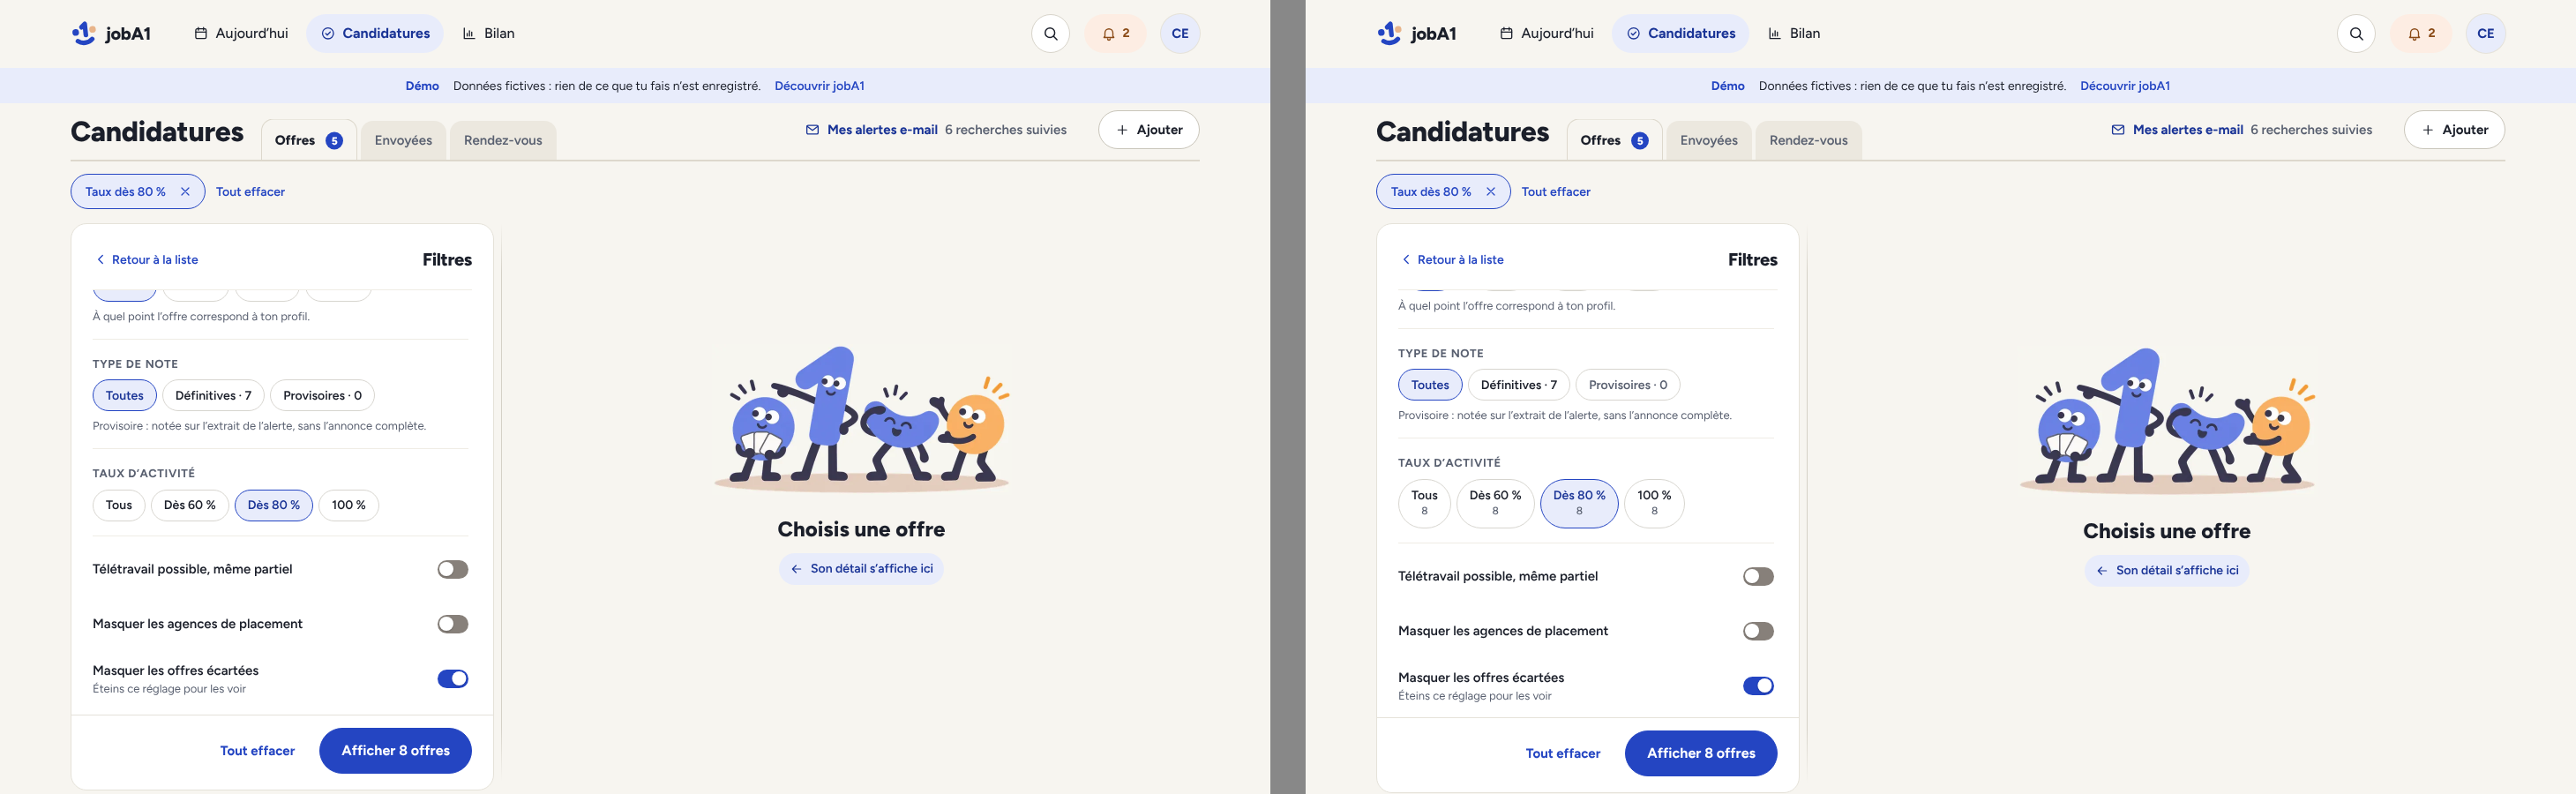 jobA1 Aujourd'hui Candidatures Bilan 2 CE
Démo Données fictives : rien de ce que tu fais n'est enregistré. Découvrir jobA1
Candidatures Offres 5 Envoyées Rendez-vous Mes alertes e-mail 6 recherches suivies + Ajouter
Taux dès 80 % × Tout effacer
Retour à la liste Filtres
À quel point l'offre correspond à ton profil.
TYPE DE NOTE
Toutes Définitives · 7 Provisoires · 0
Provisoire : notée sur l'extrait de l'alerte, sans l'annonce complète.
TAUX D'ACTIVITÉ
Tous Dès 60 % Dès 80 % 100 %
Télétravail possible, même partiel
Masquer les agences de placement
Masquer les offres écartées
Éteins ce réglage pour les voir
Tout effacer Afficher 8 offres
Choisis une offre
← Son détail s'affiche ici
jobA1 Aujourd'hui Candidatures Bilan 2 CE
Démo Données fictives : rien de ce que tu fais n'est enregistré. Découvrir jobA1
Candidatures Offres 5 Envoyées Rendez-vous Mes alertes e-mail 6 recherches suivies + Ajouter
Taux dès 80 % × Tout effacer
Retour à la liste Filtres
À quel point l'offre correspond à ton profil.
TYPE DE NOTE
Toutes Définitives · 7 Provisoires · 0
Provisoire : notée sur l'extrait de l'alerte, sans l'annonce complète.
TAUX D'ACTIVITÉ
Tous Dès 60 % Dès 80 % 100 %
8 8 8 8
Télétravail possible, même partiel
Masquer les agences de placement
Masquer les offres écartées
Éteins ce réglage pour les voir
Tout effacer Afficher 8 offres
Choisis une offre
← Son détail s'affiche ici